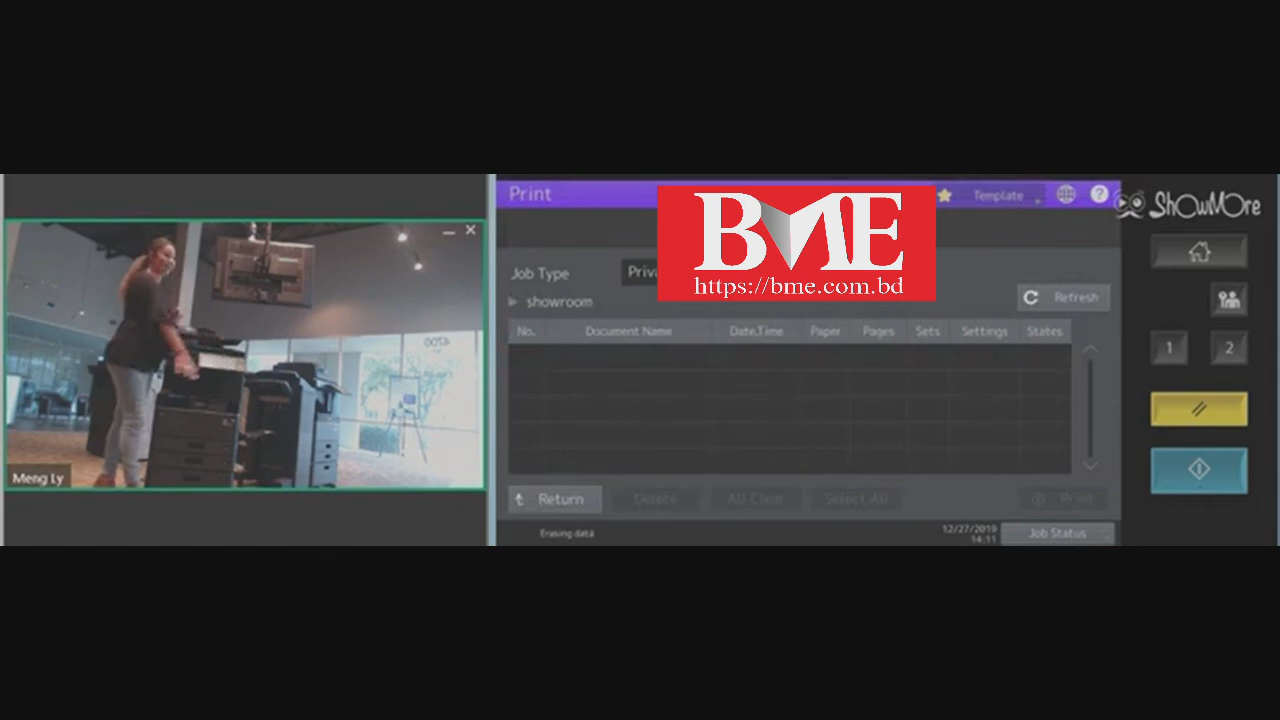 Meng Ly
Print
Template
?
ShowMore
BME
https://bme.com.bd
Job Type
showroom
Refresh
No. Document Name Date,Time Paper Pages Sets Settings States
1 2
Return Delete All Clear Select All Print
Erasing data
12/27/2019
14:11
Job Status
4700